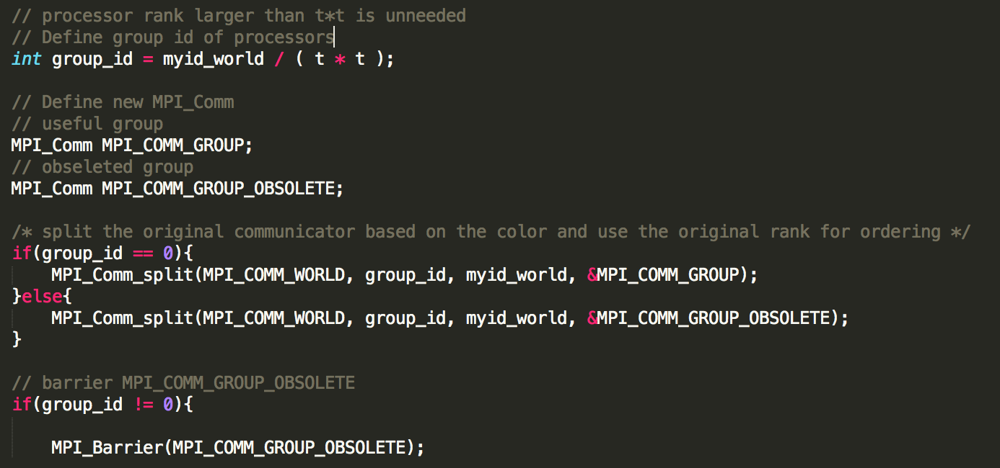 // processor rank larger than t*t is unneeded
// Define group id of processors
int group_id = myid_world / ( t * t );
// Define new MPI_Comm
// useful group
MPI_Comm MPI_COMM_GROUP;
// obseleted group
MPI_Comm MPI_COMM_GROUP_OBSOLETE;
/* split the original communicator based on the color and use the original rank for ordering */
if(group_id == 0){
    MPI_Comm_split(MPI_COMM_WORLD, group_id, myid_world, &MPI_COMM_GROUP);
}else{
    MPI_Comm_split(MPI_COMM_WORLD, group_id, myid_world, &MPI_COMM_GROUP_OBSOLETE);
}
// barrier MPI_COMM_GROUP_OBSOLETE
if(group_id != 0){
    MPI_Barrier(MPI_COMM_GROUP_OBSOLETE);